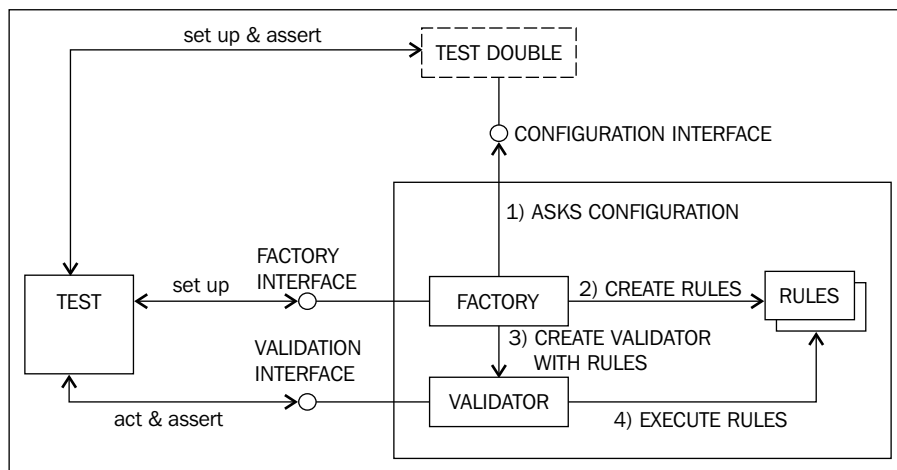 set up & assert
TEST DOUBLE
CONFIGURATION INTERFACE
1) ASKS CONFIGURATION
FACTORY
INTERFACE
TEST
set up
FACTORY
2) CREATE RULES
RULES
3) CREATE VALIDATOR
WITH RULES
VALIDATION
INTERFACE
act & assert
VALIDATOR
4) EXECUTE RULES